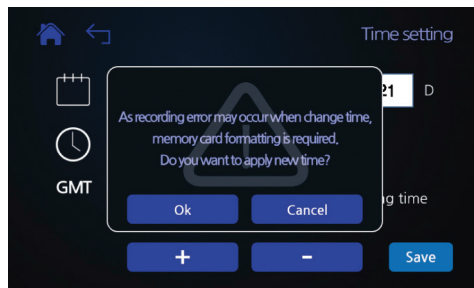 Time setting
21 D
As recording error may occur when change time,
memory card formatting is required.
Do you want to apply new time?
GMT
Ok Cancel
time
+ -
Save